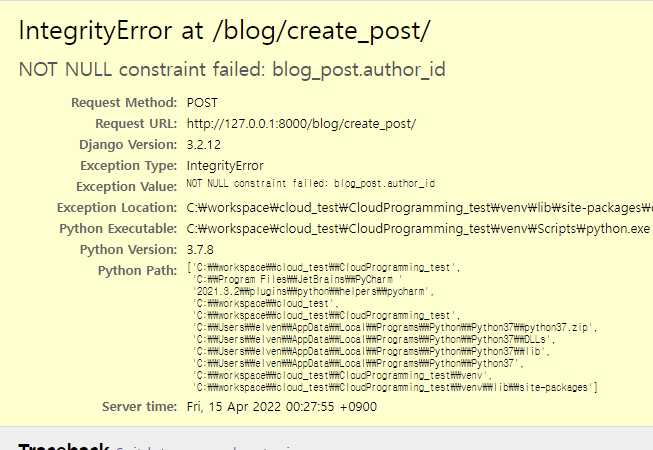 IntegrityError at /blog/create_post/
NOT NULL constraint failed: blog_post.author_id
Request Method: POST
Request URL: http://127.0.0.1:8000/blog/create_post/
Django Version: 3.2.12
Exception Type: IntegrityError
Exception Value: NOT NULL constraint failed: blog_post.author_id
Exception Location: C:₩workspace₩cloud_test₩CloudProgramming_test₩venv₩lib₩site-packages₩
Python Executable: C:₩workspace₩cloud_test₩CloudProgramming_test₩venv₩Scripts₩python.exe
Python Version: 3.7.8
Python Path: ['C:₩₩workspace₩₩cloud_test₩₩CloudProgramming_test',
'C:₩₩Program Files₩₩JetBrains₩₩PyCharm '
'2021.3.2₩₩plugins₩₩python₩₩helpers₩₩pycharm',
'C:₩₩workspace₩₩cloud_test',
'C:₩₩workspace₩₩cloud_test₩₩CloudProgramming_test',
'C:₩₩Users₩₩elven₩₩AppData₩₩Local₩₩Programs₩₩Python₩₩Python37₩₩python37.zip',
'C:₩₩Users₩₩elven₩₩AppData₩₩Local₩₩Programs₩₩Python₩₩Python37₩₩DLLs',
'C:₩₩Users₩₩elven₩₩AppData₩₩Local₩₩Programs₩₩Python₩₩Python37₩₩lib',
'C:₩₩Users₩₩elven₩₩AppData₩₩Local₩₩Programs₩₩Python₩₩Python37',
'C:₩₩workspace₩₩cloud_test₩₩CloudProgramming_test₩₩venv',
'C:₩₩workspace₩₩cloud_test₩₩CloudProgramming_test₩₩venv₩₩lib₩₩site-packages']
Server time: Fri, 15 Apr 2022 00:27:55 +0900
Traceback